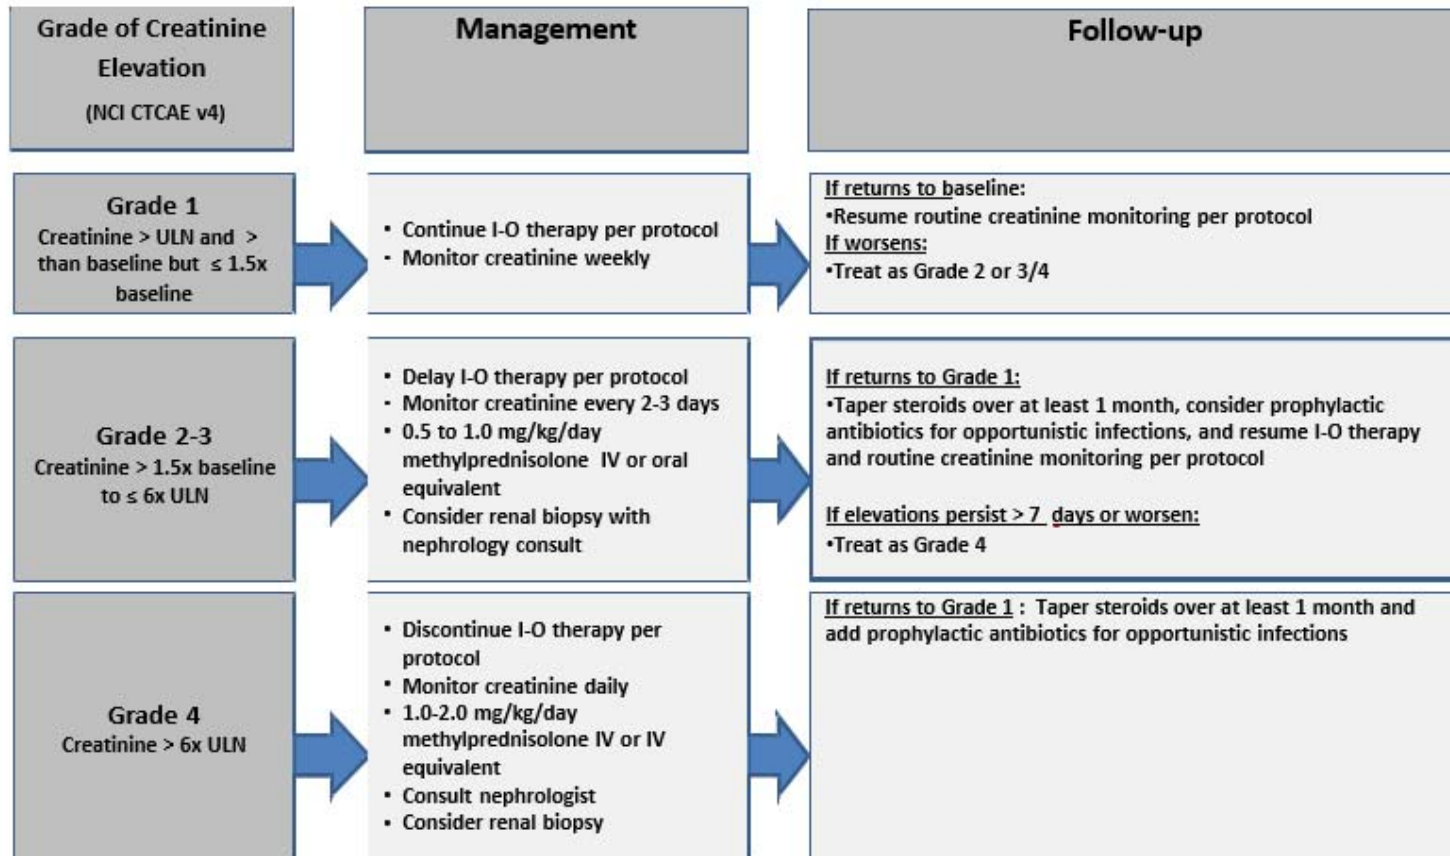 Grade of Creatinine
Elevation
(NCI CTCAE v4)
Management
Follow-up
Grade 1
Creatinine > ULN and >
than baseline but ≤ 1.5x
baseline
• Continue I-O therapy per protocol
• Monitor creatinine weekly
If returns to baseline:
•Resume routine creatinine monitoring per protocol
If worsens:
•Treat as Grade 2 or 3/4
Grade 2-3
Creatinine > 1.5x baseline
to ≤ 6x ULN
• Delay I-O therapy per protocol
• Monitor creatinine every 2-3 days
• 0.5 to 1.0 mg/kg/day
methylprednisolone IV or oral
equivalent
• Consider renal biopsy with
nephrology consult
If returns to Grade 1:
•Taper steroids over at least 1 month, consider prophylactic
antibiotics for opportunistic infections, and resume I-O therapy
and routine creatinine monitoring per protocol
If elevations persist > 7 days or worsen:
•Treat as Grade 4
Grade 4
Creatinine > 6x ULN
• Discontinue I-O therapy per
protocol
• Monitor creatinine daily
• 1.0-2.0 mg/kg/day
methylprednisolone IV or IV
equivalent
• Consult nephrologist
• Consider renal biopsy
If returns to Grade 1 : Taper steroids over at least 1 month and
add prophylactic antibiotics for opportunistic infections